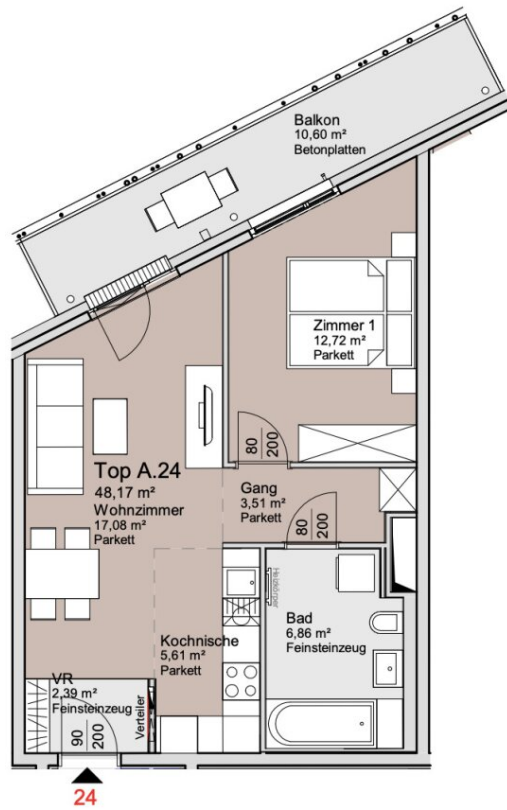 Balkon
10,60 m²
Betonplatten
Zimmer 1
12,72 m²
Parkett
80
200
Top A.24
48,17 m²
Wohnzimmer
17,08 m²
Parkett
Gang
3,51 m²
Parkett
80
200
Heizkörper
Bad
6,86 m²
Feinsteinzeug
Kochnische
5,61 m²
Parkett
VR
2,39 m²
Feinsteinzeug
Verteiler
90
200
24